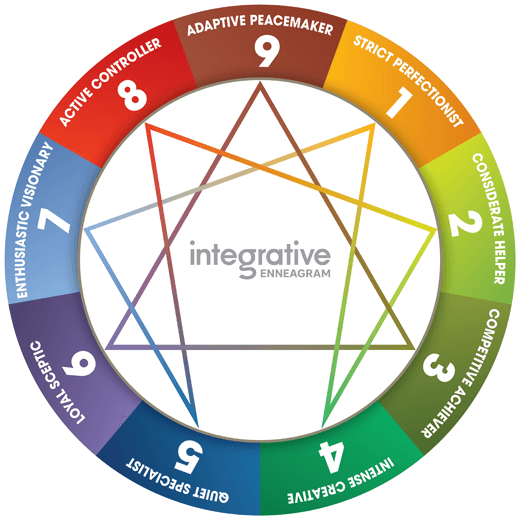 ADAPTIVE PEACEMAKER
9
STRICT PERFECTIONIST
1
CONSIDERATE HELPER
2
COMPETITIVE ACHIEVER
3
INTENSE CREATIVE
4
QUIET SPECIALIST
5
LOYAL SCEPTIC
6
ENTHUSIASTIC VISIONARY
7
ACTIVE CONTROLLER
8
integrative
ENNEAGRAM